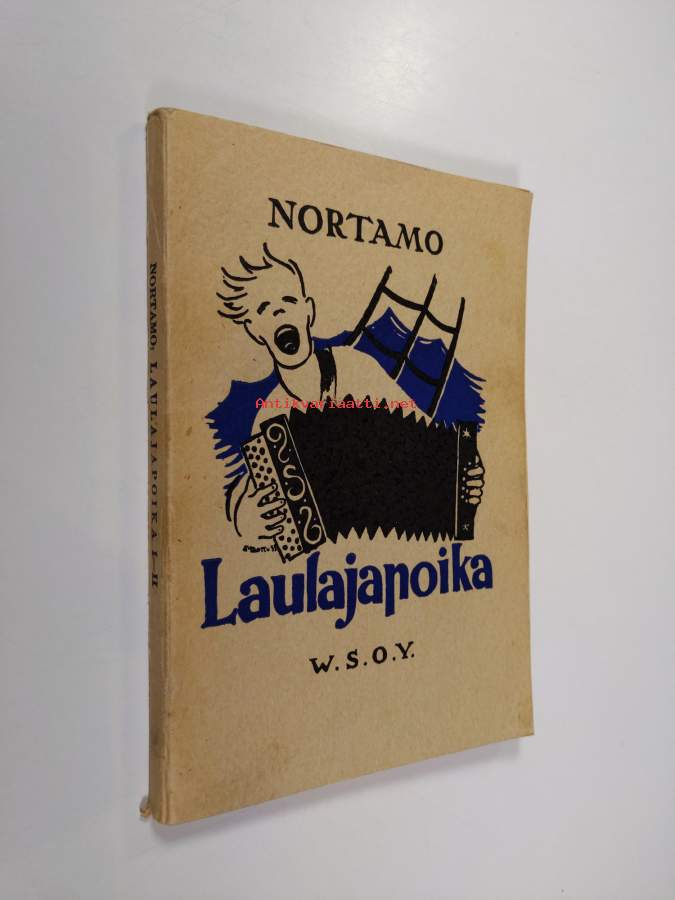 NORTAMO
Antikvariaatti.net
Laulajapoika
W.S.O.Y.
NORTAMO, LAULAJAPOIKA I–II